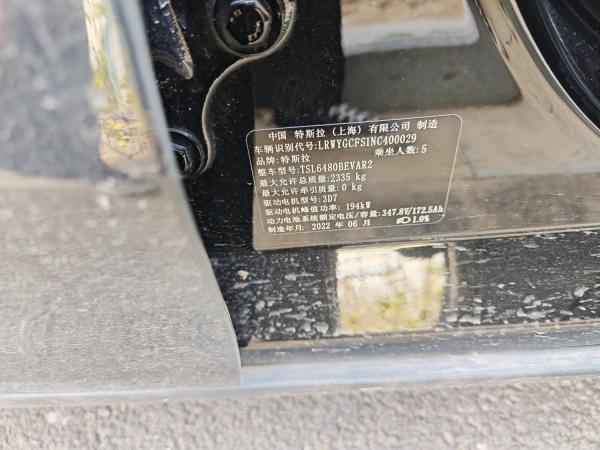 中国 特斯拉（上海）有限公司 制造
车辆识别代号:LRWYGCFS1NC400029
品牌:特斯拉 乘坐人数:5
整车型号:TSL6480BEVAR2
最大允许总质量:2335 kg
最大允许牵引质量:0 kg
驱动电机型号:3D7
驱动电机峰值功率: 194kW
动力电池系统额定电压/容量:347.8V/172.5Ah
制造年月: 2022 年 06 月 1.0%